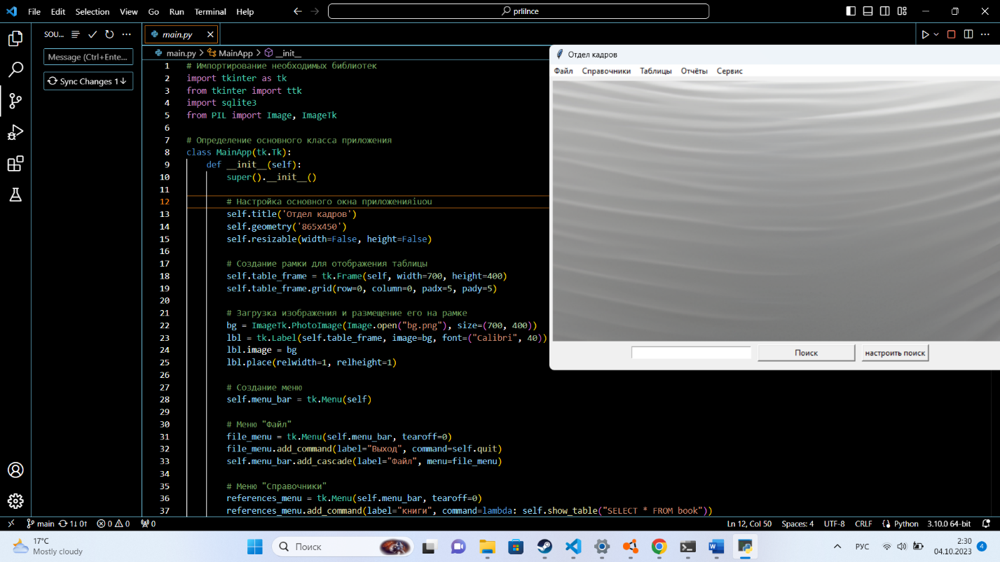 File Edit Selection View Go Run Terminal Help
prliInce
SOU...
main.py
Message (Ctrl+Ente...
Sync Changes 1↓
main.py > MainApp > __init__
1 # Импортирование необходимых библиотек
2 import tkinter as tk
3 from tkinter import ttk
4 import sqlite3
5 from PIL import Image, ImageTk
6
7 # Определение основного класса приложения
8 class MainApp(tk.Tk):
9 def __init__(self):
10 super().__init__()
11
12 # Настройка основного окна приложенияiuou
13 self.title('Отдел кадров')
14 self.geometry('865x450')
15 self.resizable(width=False, height=False)
16
17 # Создание рамки для отображения таблицы
18 self.table_frame = tk.Frame(self, width=700, height=400)
19 self.table_frame.grid(row=0, column=0, padx=5, pady=5)
20
21 # Загрузка изображения и размещение его на рамке
22 bg = ImageTk.PhotoImage(Image.open("bg.png"), size=(700, 400))
23 lbl = tk.Label(self.table_frame, image=bg, font=("Calibri", 40))
24 lbl.image = bg
25 lbl.place(relwidth=1, relheight=1)
26
27 # Создание меню
28 self.menu_bar = tk.Menu(self)
29
30 # Меню "Файл"
31 file_menu = tk.Menu(self.menu_bar, tearoff=0)
32 file_menu.add_command(label="Выход", command=self.quit)
33 self.menu_bar.add_cascade(label="Файл", menu=file_menu)
34
35 # Меню "Справочники"
36 references_menu = tk.Menu(self.menu_bar, tearoff=0)
37 references_menu.add_command(label="книги", command=lambda: self.show_table("SELECT * FROM book"))
Отдел кадров
Файл Справочники Таблицы Отчёты Сервис
Поиск настроить поиск
main 1↓ 0↑ 0 0 0
Ln 12, Col 50 Spaces: 4 UTF-8 CRLF Python 3.10.0 64-bit
17°C
Mostly cloudy
Поиск
РУС
2:30
04.10.2023
4